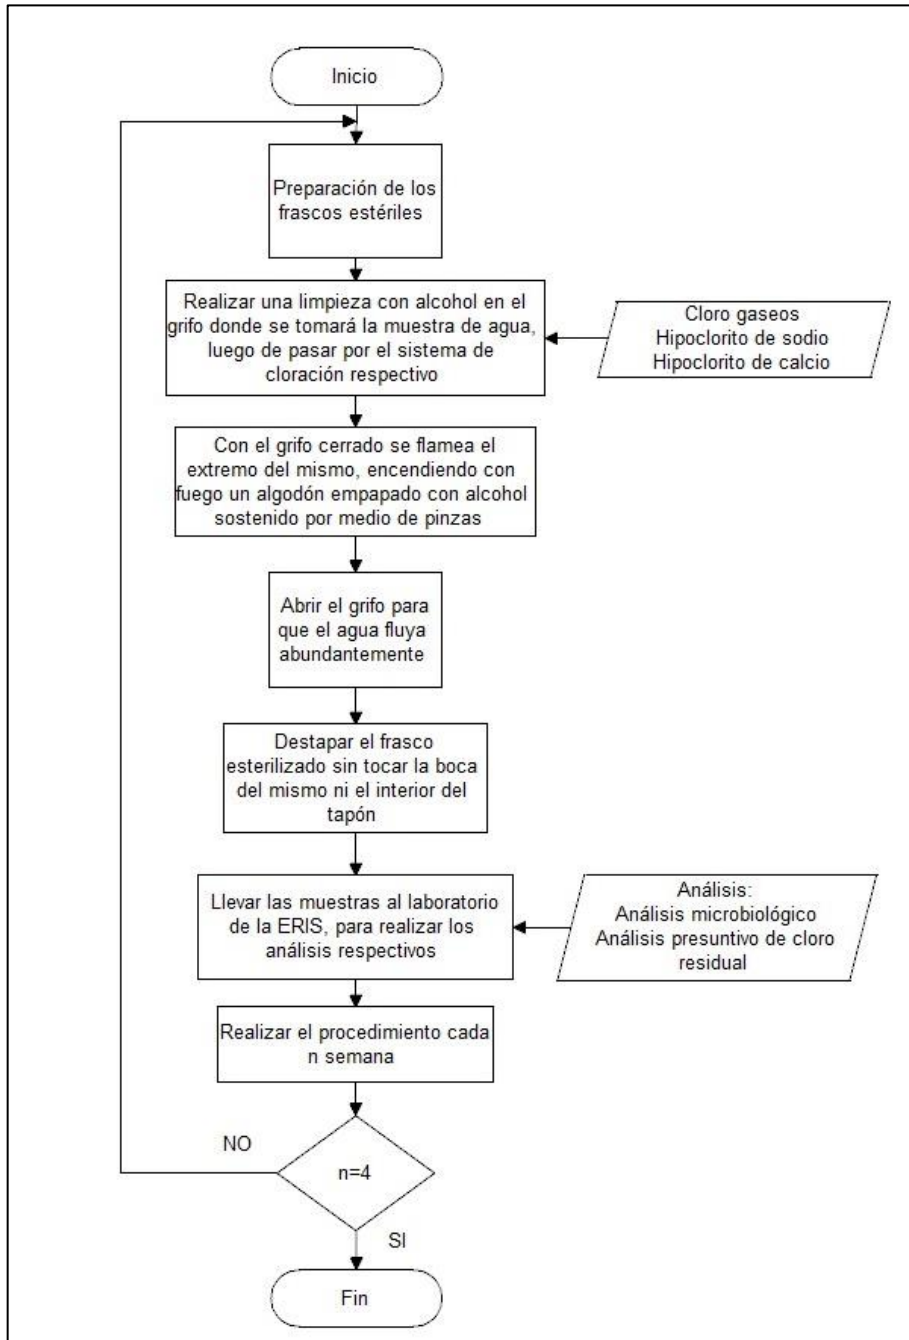 Inicio
Preparación de los
frascos estériles
Realizar una limpieza con alcohol en el
grifo donde se tomará la muestra de agua,
luego de pasar por el sistema de
cloración respectivo
Cloro gaseos
Hipoclorito de sodio
Hipoclorito de calcio
Con el grifo cerrado se flamea el
extremo del mismo, encendiendo con
fuego un algodón empapado con alcohol
sostenido por medio de pinzas
Abrir el grifo para
que el agua fluya
abundantemente
Destapar el frasco
esterilizado sin tocar la boca
del mismo ni el interior del
tapón
Llevar las muestras al laboratorio
de la ERIS, para realizar los
análisis respectivos
Análisis:
Análisis microbiológico
Análisis presuntivo de cloro
residual
Realizar el procedimiento cada
n semana
NO
n=4
SI
Fin